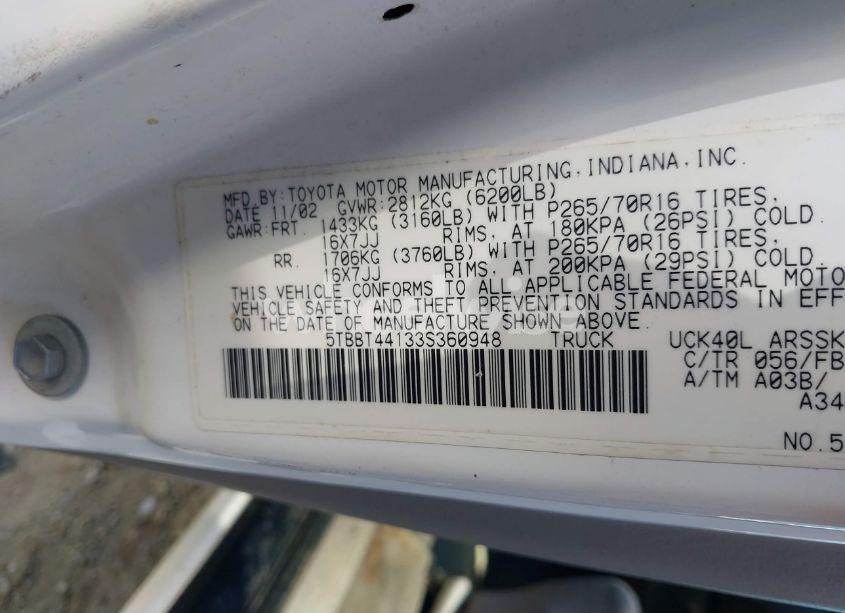 MFD.BY:TOYOTA MOTOR MANUFACTURING,INDIANA,INC.
DATE 11/02 GVWR:2812KG (6200LB)
GAWR:FRT. 1433KG (3160LB) WITH P265/70R16 TIRES,
16X7JJ RIMS, AT 180KPA (26PSI) COLD.
RR. 1706KG (3760LB) WITH P265/70R16 TIRES,
16X7JJ RIMS, AT 200KPA (29PSI) COLD.
THIS VEHICLE CONFORMS TO ALL APPLICABLE FEDERAL MOTO
VEHICLE SAFETY AND THEFT PREVENTION STANDARDS IN EFF
ON THE DATE OF MANUFACTURE SHOWN ABOVE.
5TBBT44133S360948 TRUCK UCK40L ARSSK
C/TR 056/FB
A/TM A03B/
A34
NO.5